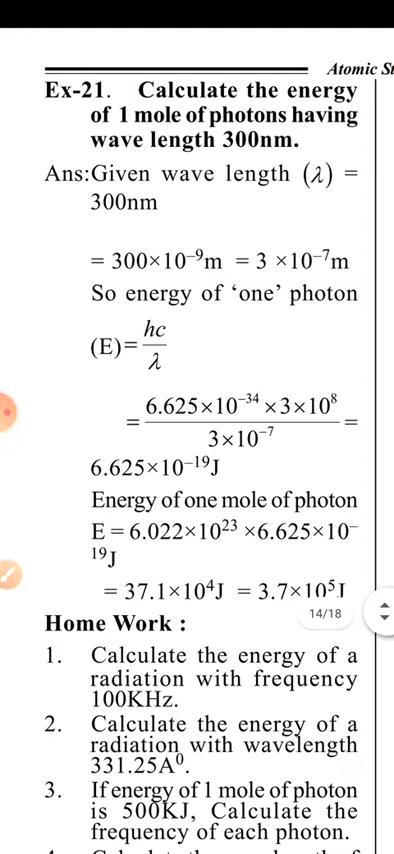 Atomic St
Ex-21. Calculate the energy
of 1 mole of photons having
wave length 300nm.
Ans:Given wave length (λ) =
300nm
= 300×10⁻⁹m = 3 ×10⁻⁷m
So energy of ‘one’ photon
(E)= hc/λ
= 6.625×10⁻³⁴ ×3×10⁸ / 3×10⁻⁷ =
6.625×10⁻¹⁹J
Energy of one mole of photon
E = 6.022×10²³ ×6.625×10⁻
¹⁹J
= 37.1×10⁴J = 3.7×10⁵J
14/18
Home Work :
1. Calculate the energy of a
radiation with frequency
100KHz.
2. Calculate the energy of a
radiation with wavelength
331.25A⁰.
3. If energy of 1 mole of photon
is 500KJ, Calculate the
frequency of each photon.